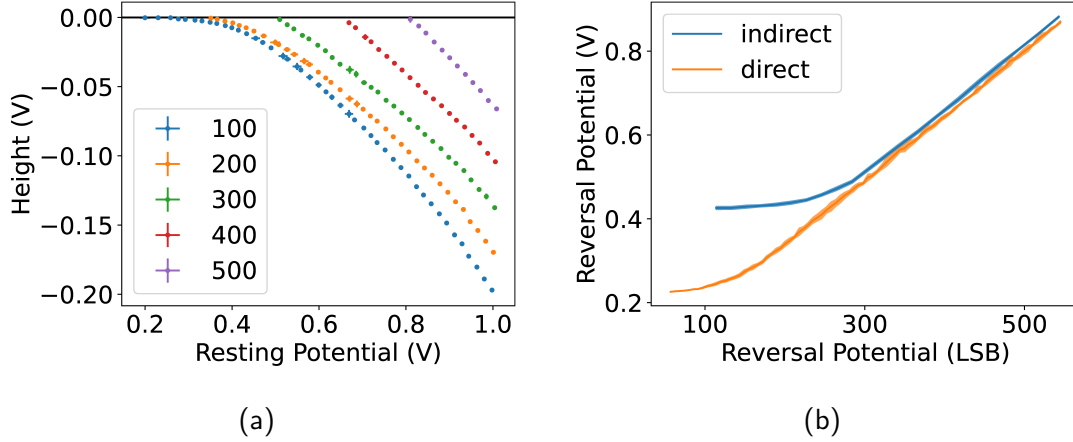 0.00
−0.05
−0.10
−0.15
−0.20
Height (V)
100
200
300
400
500
0.2 0.4 0.6 0.8 1.0
Resting Potential (V)
(a)
0.8
0.6
0.4
0.2
Reversal Potential (V)
indirect
direct
100 300 500
Reversal Potential (LSB)
(b)